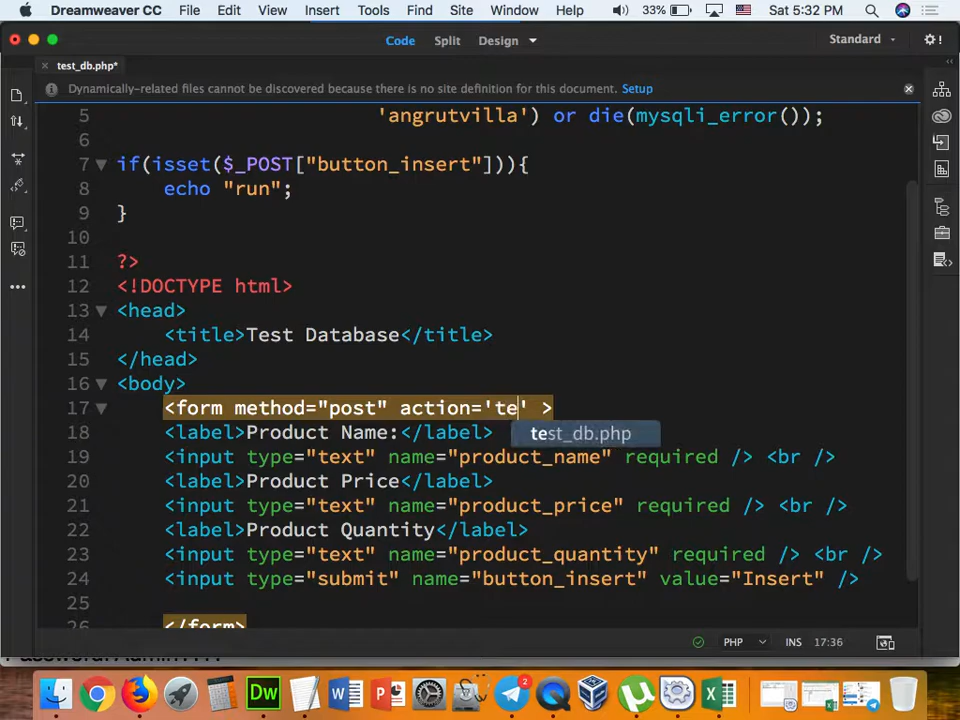 Dreamweaver CC File Edit View Insert Tools Find Site Window Help 33% Sat 5:32 PM
Code Split Design Standard
test_db.php*
Dynamically-related files cannot be discovered because there is no site definition for this document. Setup
5 'angrutvilla') or die(mysqli_error());
6
7 if(isset($_POST["button_insert"])){
8 echo "run";
9 }
10
11 ?>
12 <!DOCTYPE html>
13 <head>
14 <title>Test Database</title>
15 </head>
16 <body>
17 <form method="post" action='te' >
test_db.php
18 <label>Product Name:</label>
19 <input type="text" name="product_name" required /> <br />
20 <label>Product Price</label>
21 <input type="text" name="product_price" required /> <br />
22 <label>Product Quantity</label>
23 <input type="text" name="product_quantity" required /> <br />
24 <input type="submit" name="button_insert" value="Insert" />
25
26 </form>
PHP INS 17:36
Dw
2